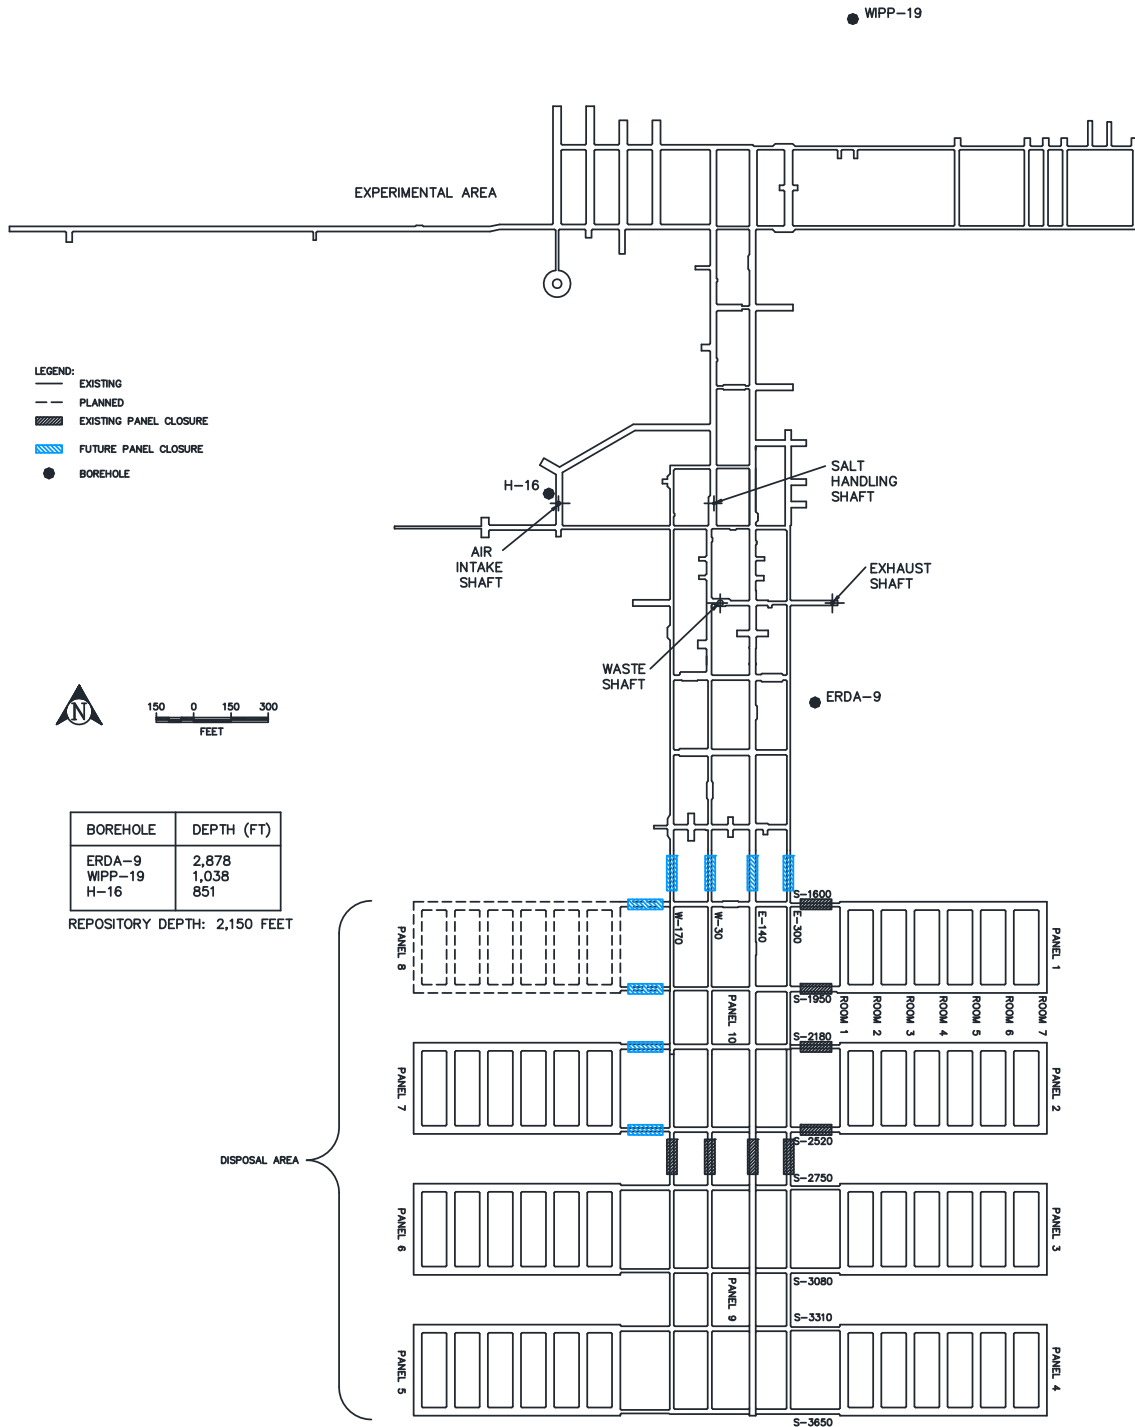 WIPP-19
EXPERIMENTAL AREA
LEGEND:
EXISTING
PLANNED
EXISTING PANEL CLOSURE
FUTURE PANEL CLOSURE
BOREHOLE
SALT
HANDLING
SHAFT
H-16
AIR
INTAKE
SHAFT
EXHAUST
SHAFT
WASTE
SHAFT
ERDA-9
N
150 0 150 300
FEET
BOREHOLE DEPTH (FT)
ERDA-9 2,878
WIPP-19 1,038
H-16 851
REPOSITORY DEPTH: 2,150 FEET
S-1600
W-170
W-30
E-140
E-300
PANEL 8
PANEL 1
S-1950
PANEL 10
ROOM 1
ROOM 2
ROOM 3
ROOM 4
ROOM 5
ROOM 6
ROOM 7
S-2180
PANEL 7
PANEL 2
S-2520
DISPOSAL AREA
S-2750
PANEL 6
PANEL 3
S-3080
PANEL 9
S-3310
PANEL 5
PANEL 4
S-3650